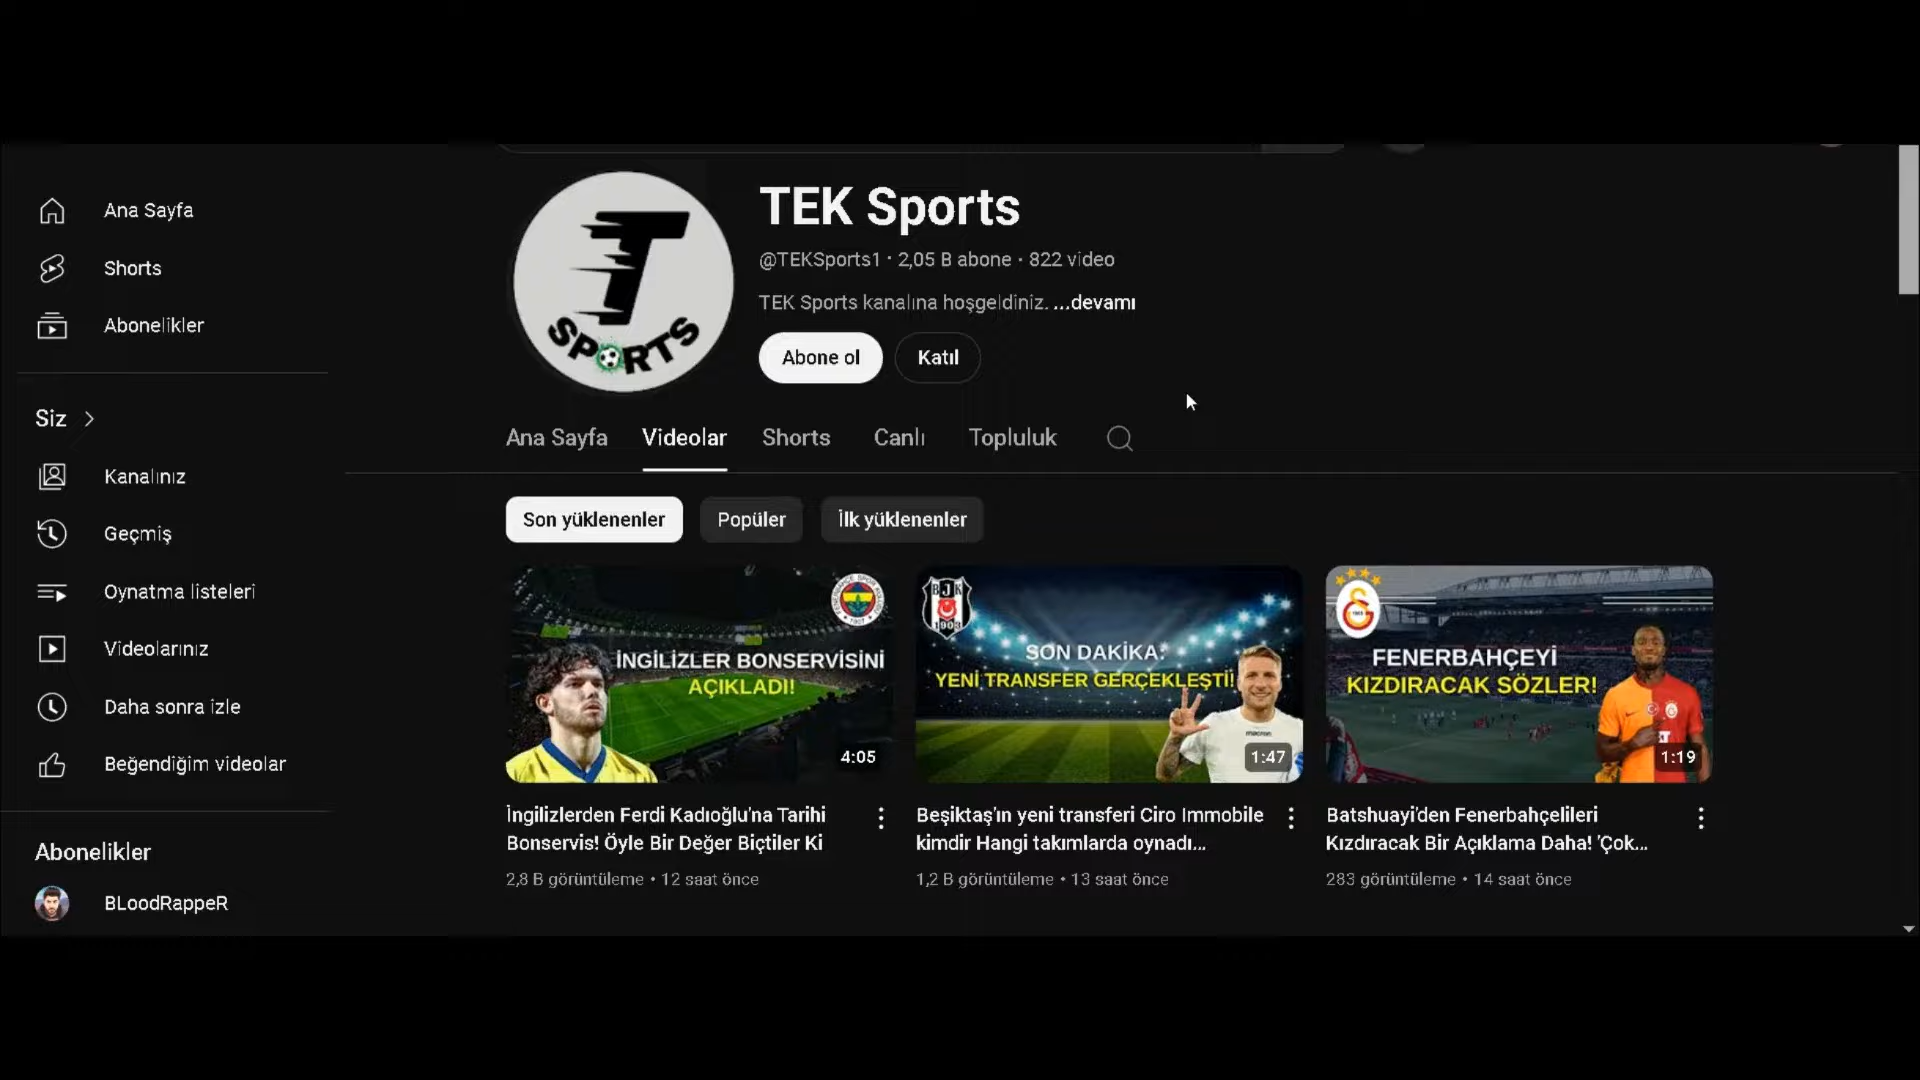 Ana Sayfa
Shorts
Abonelikler
Siz
Kanalınız
Geçmiş
Oynatma listeleri
Videolarınız
Daha sonra izle
Beğendiğim videolar
Abonelikler
BLoodRappeR
T
SPORTS
TEK Sports
@TEKSports1 • 2,05 B abone • 822 video
TEK Sports kanalına hoşgeldiniz. ...devamı
Abone ol
Katıl
Ana Sayfa
Videolar
Shorts
Canlı
Topluluk
Son yüklenenler
Popüler
İlk yüklenenler
İNGİLİZLER BONSERVİSİNİ
AÇIKLADI!
4:05
İngilizlerden Ferdi Kadıoğlu'na Tarihi
Bonservis! Öyle Bir Değer Biçtiler Ki
2,8 B görüntüleme • 12 saat önce
BJK
1903
SON DAKİKA:
YENİ TRANSFER GERÇEKLEŞTİ!
macron
1:47
Beşiktaş'ın yeni transferi Ciro Immobile
kimdir Hangi takımlarda oynadı...
1,2 B görüntüleme • 13 saat önce
FENERBAHÇEYİ
KIZDIRACAK SÖZLER!
1:19
Batshuayi'den Fenerbahçelileri
Kızdıracak Bir Açıklama Daha! 'Çok...
283 görüntüleme • 14 saat önce